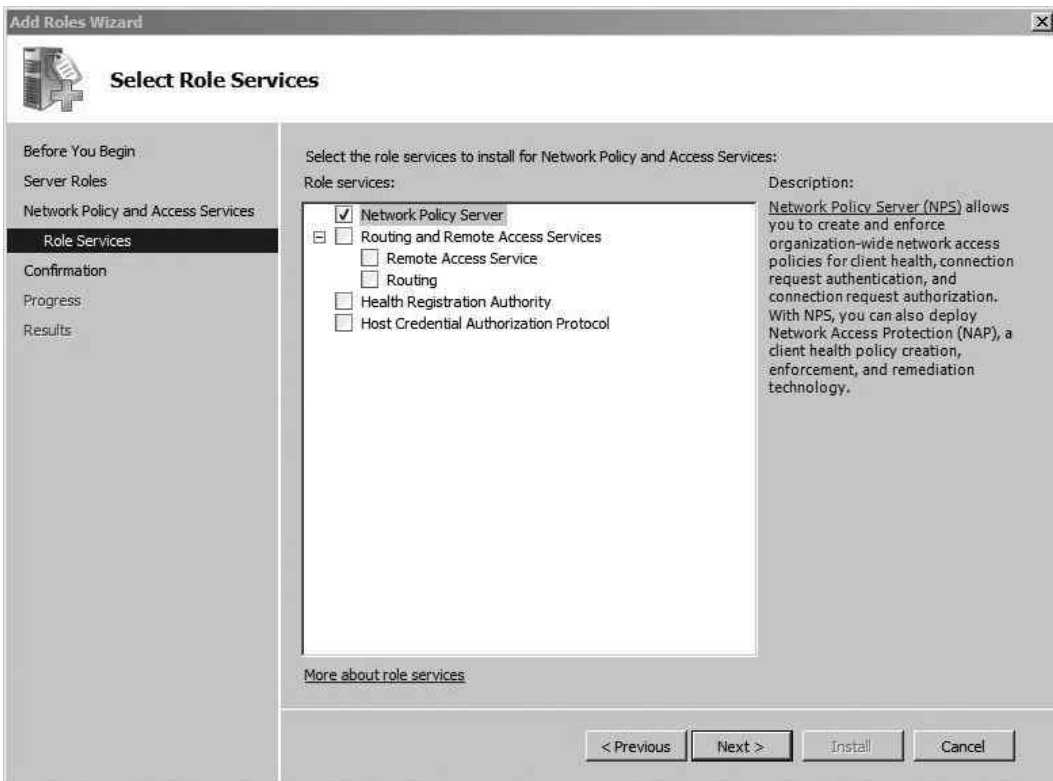 Add Roles Wizard
Select Role Services
Before You Begin
Server Roles
Network Policy and Access Services
Role Services
Confirmation
Progress
Results
Select the role services to install for Network Policy and Access Services:
Role services:
Network Policy Server
Routing and Remote Access Services
Remote Access Service
Routing
Health Registration Authority
Host Credential Authorization Protocol
More about role services
Description:
Network Policy Server (NPS) allows
you to create and enforce
organization-wide network access
policies for client health, connection
request authentication, and
connection request authorization.
With NPS, you can also deploy
Network Access Protection (NAP), a
client health policy creation,
enforcement, and remediation
technology.
< Previous
Next >
Install
Cancel